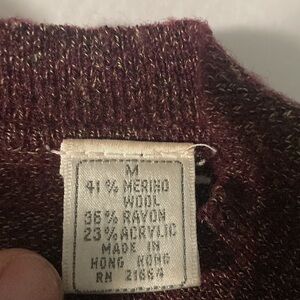 M
41% MERINO
WOOL
36% RAYON
23% ACRYLIC
MADE IN
HONG KONG
RN 21664